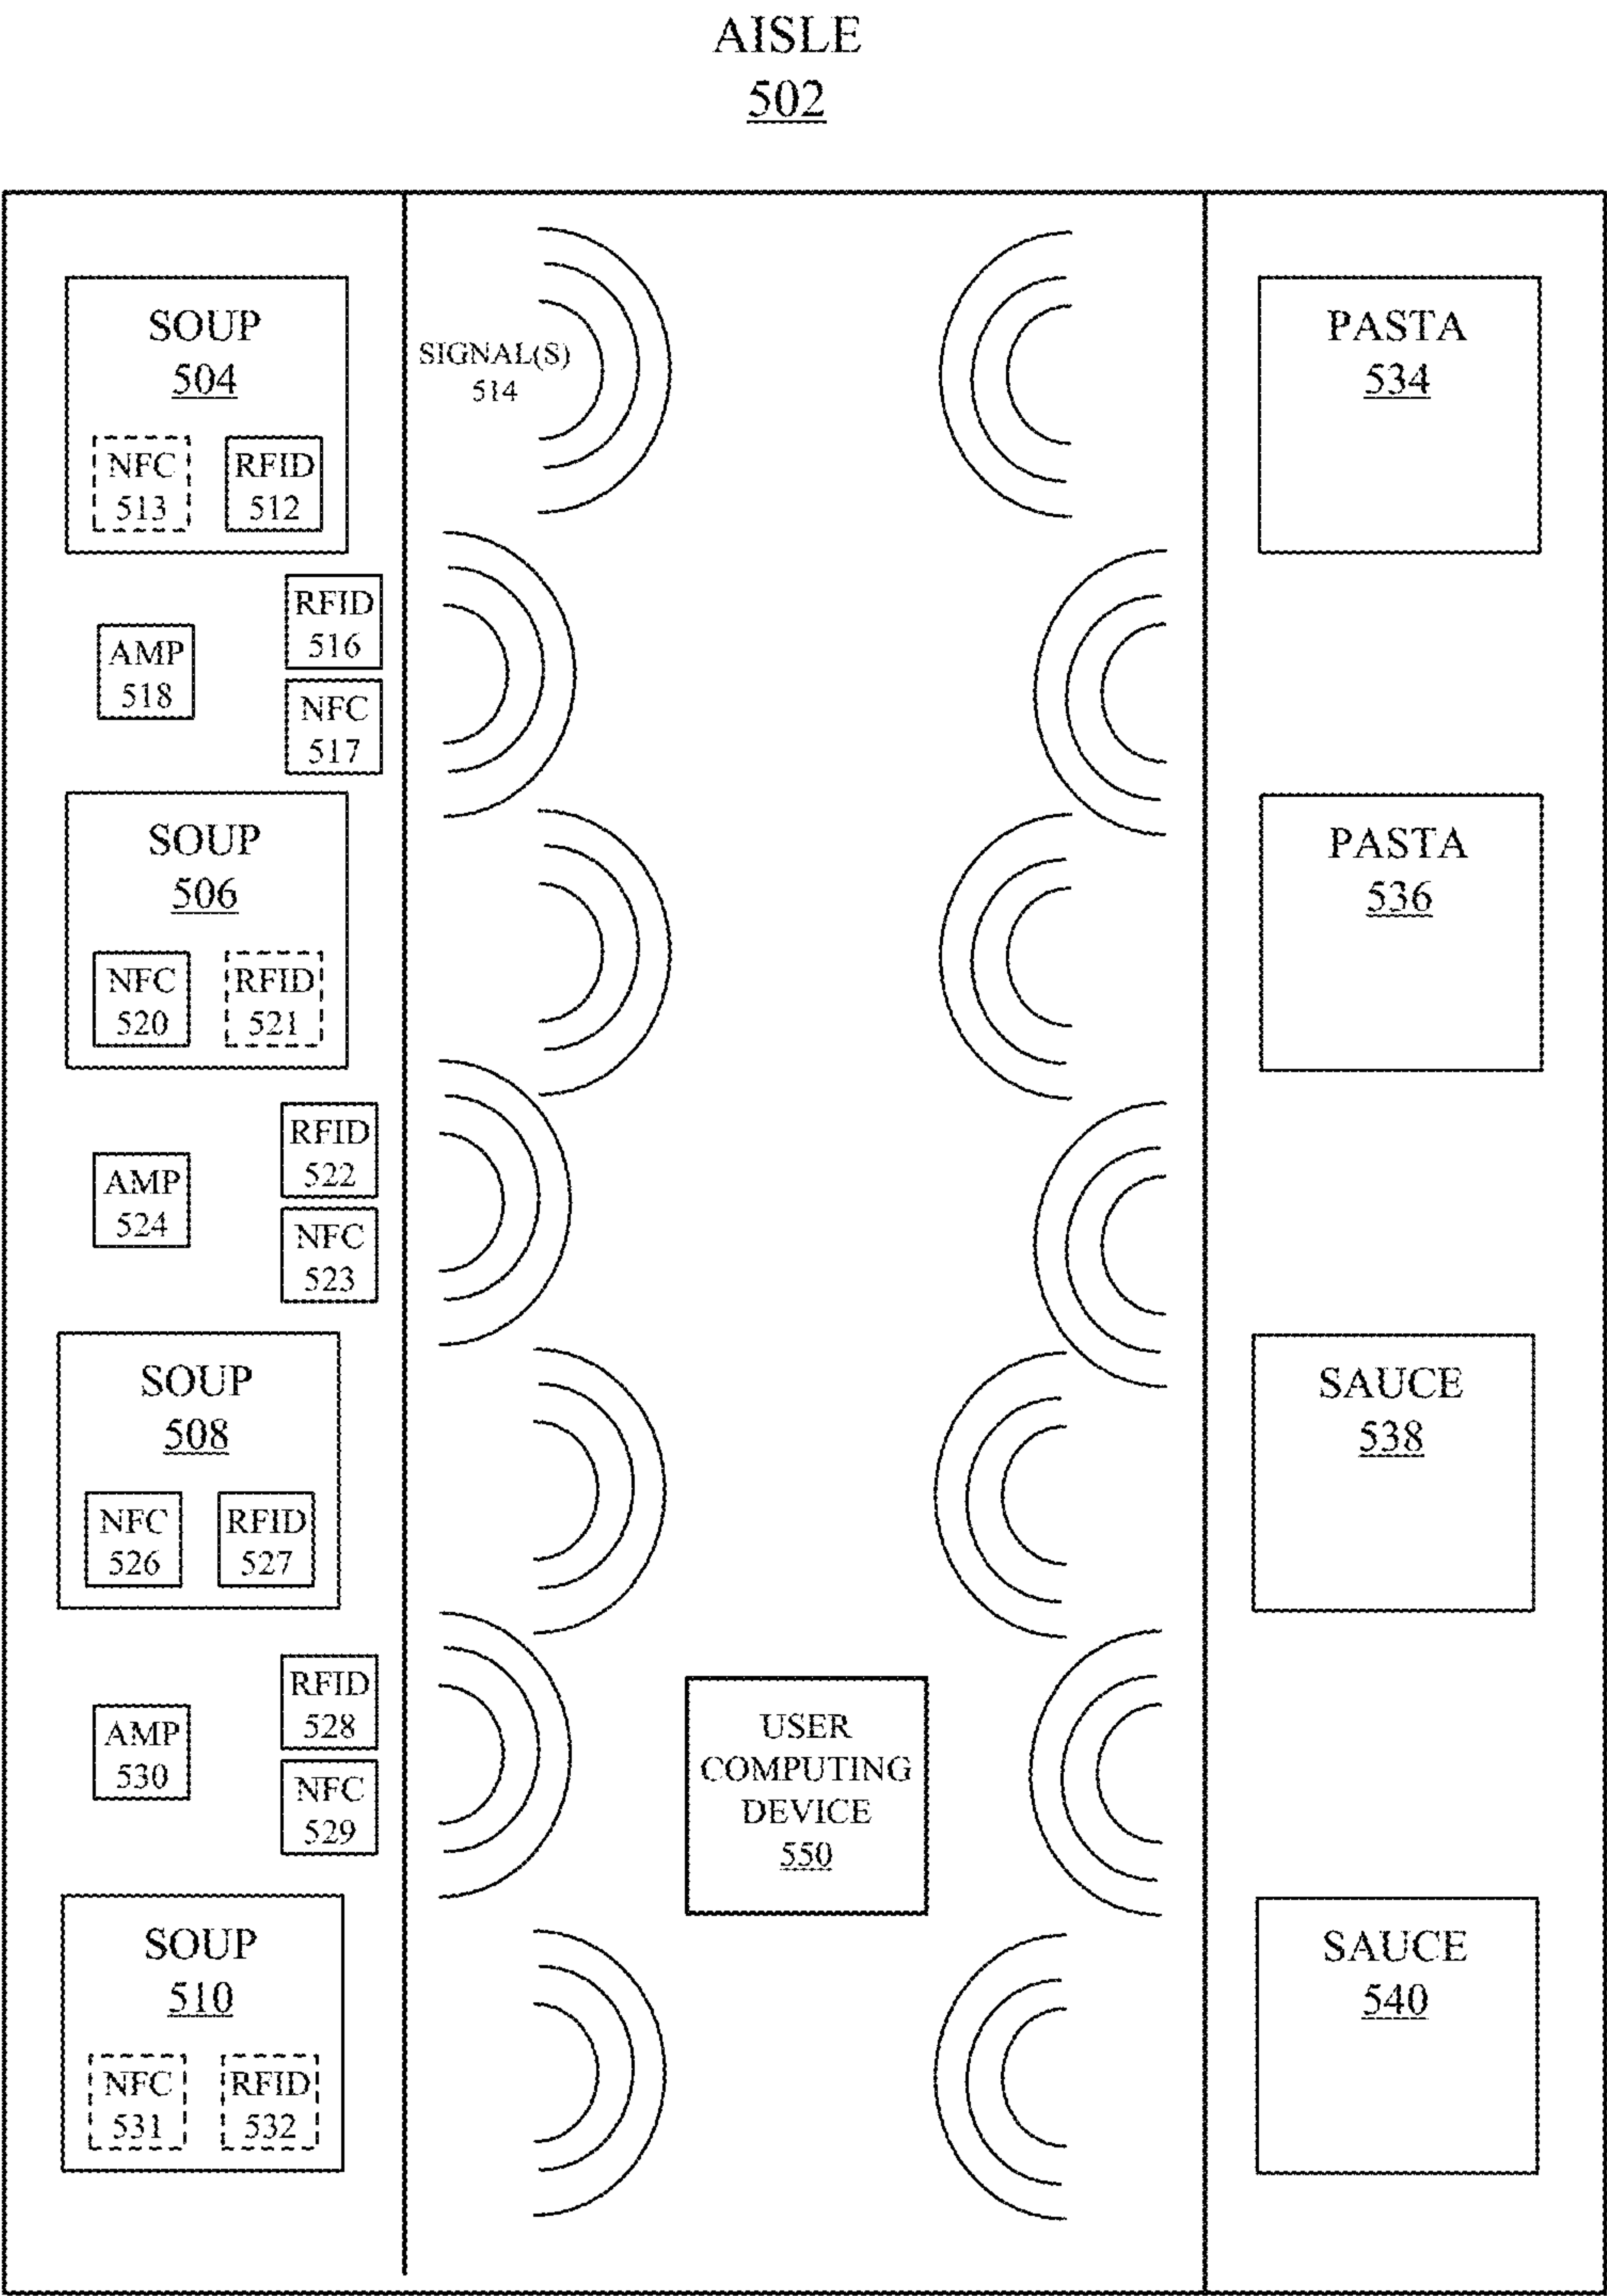 AISLE
502
SOUP
504
NFC
513
RFID
512
SIGNAL(S)
514
PASTA
534
RFID
516
AMP
518
NFC
517
SOUP
506
NFC
520
RFID
521
PASTA
536
RFID
522
AMP
524
NFC
523
SOUP
508
NFC
526
RFID
527
SAUCE
538
RFID
528
AMP
530
NFC
529
USER
COMPUTING
DEVICE
550
SOUP
510
NFC
531
RFID
532
SAUCE
540